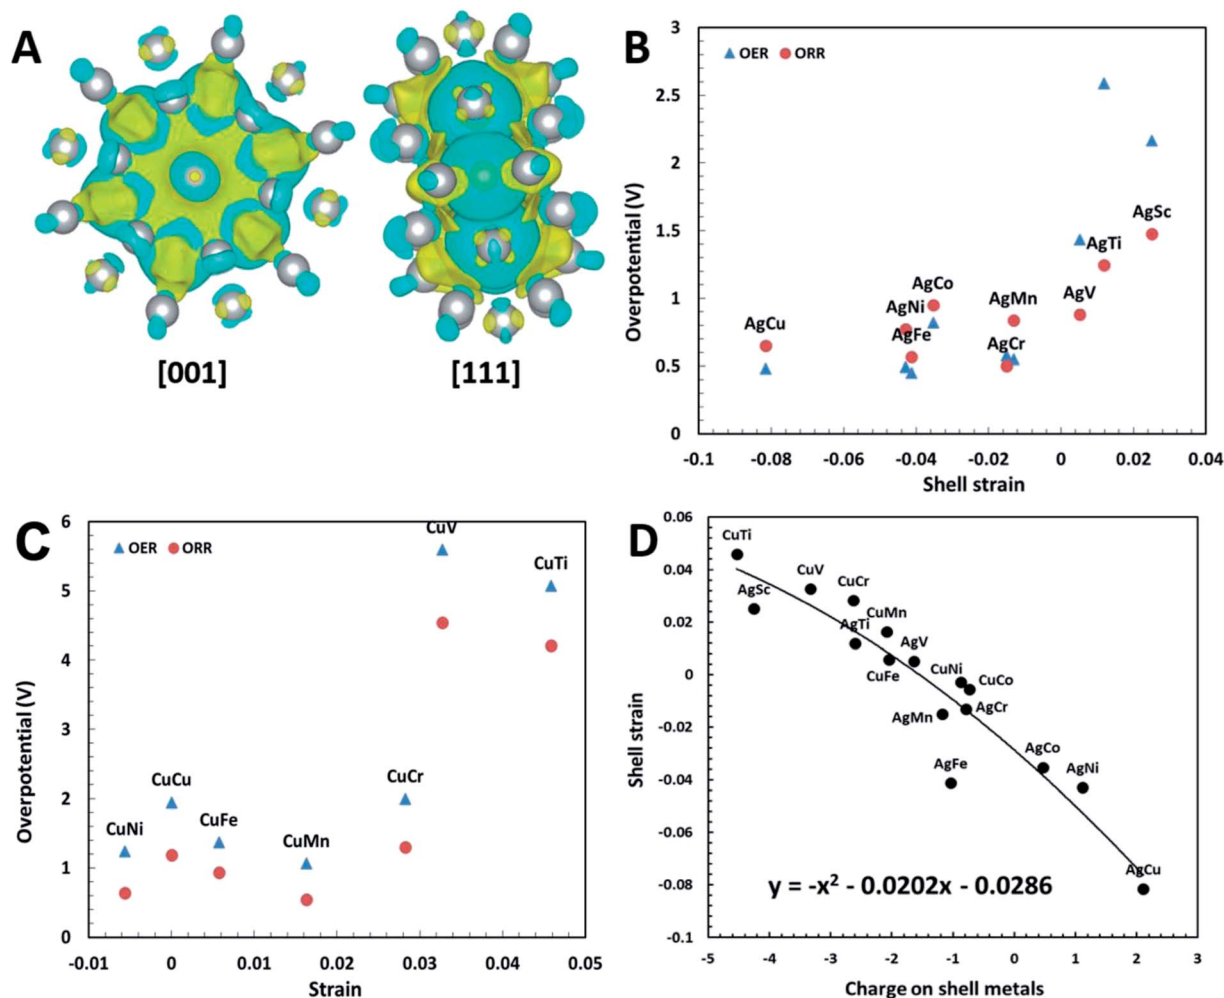 A
[001]
[111]
B
OER ORR
Overpotential (V)
3
2.5
2
1.5
1
0.5
0
AgSc
AgTi
AgCo
AgMn
AgNi
AgV
AgCu
AgFe
AgCr
-0.1 -0.08 -0.06 -0.04 -0.02 0 0.02 0.04
Shell strain
C
OER ORR
Overpotential (V)
6
5
4
3
2
1
0
CuV
CuTi
CuCu
CuCr
CuNi
CuFe
CuMn
-0.01 0 0.01 0.02 0.03 0.04 0.05
Strain
D
Shell strain
0.06
0.04
0.02
0
-0.02
-0.04
-0.06
-0.08
-0.1
CuTi
CuV
CuCr
AgSc
CuMn
AgTi
AgV
CuFe
CuNi
CuCo
AgMn
AgCr
AgCo
AgFe
AgNi
AgCu
y = -x² - 0.0202x - 0.0286
-5 -4 -3 -2 -1 0 1 2 3
Charge on shell metals